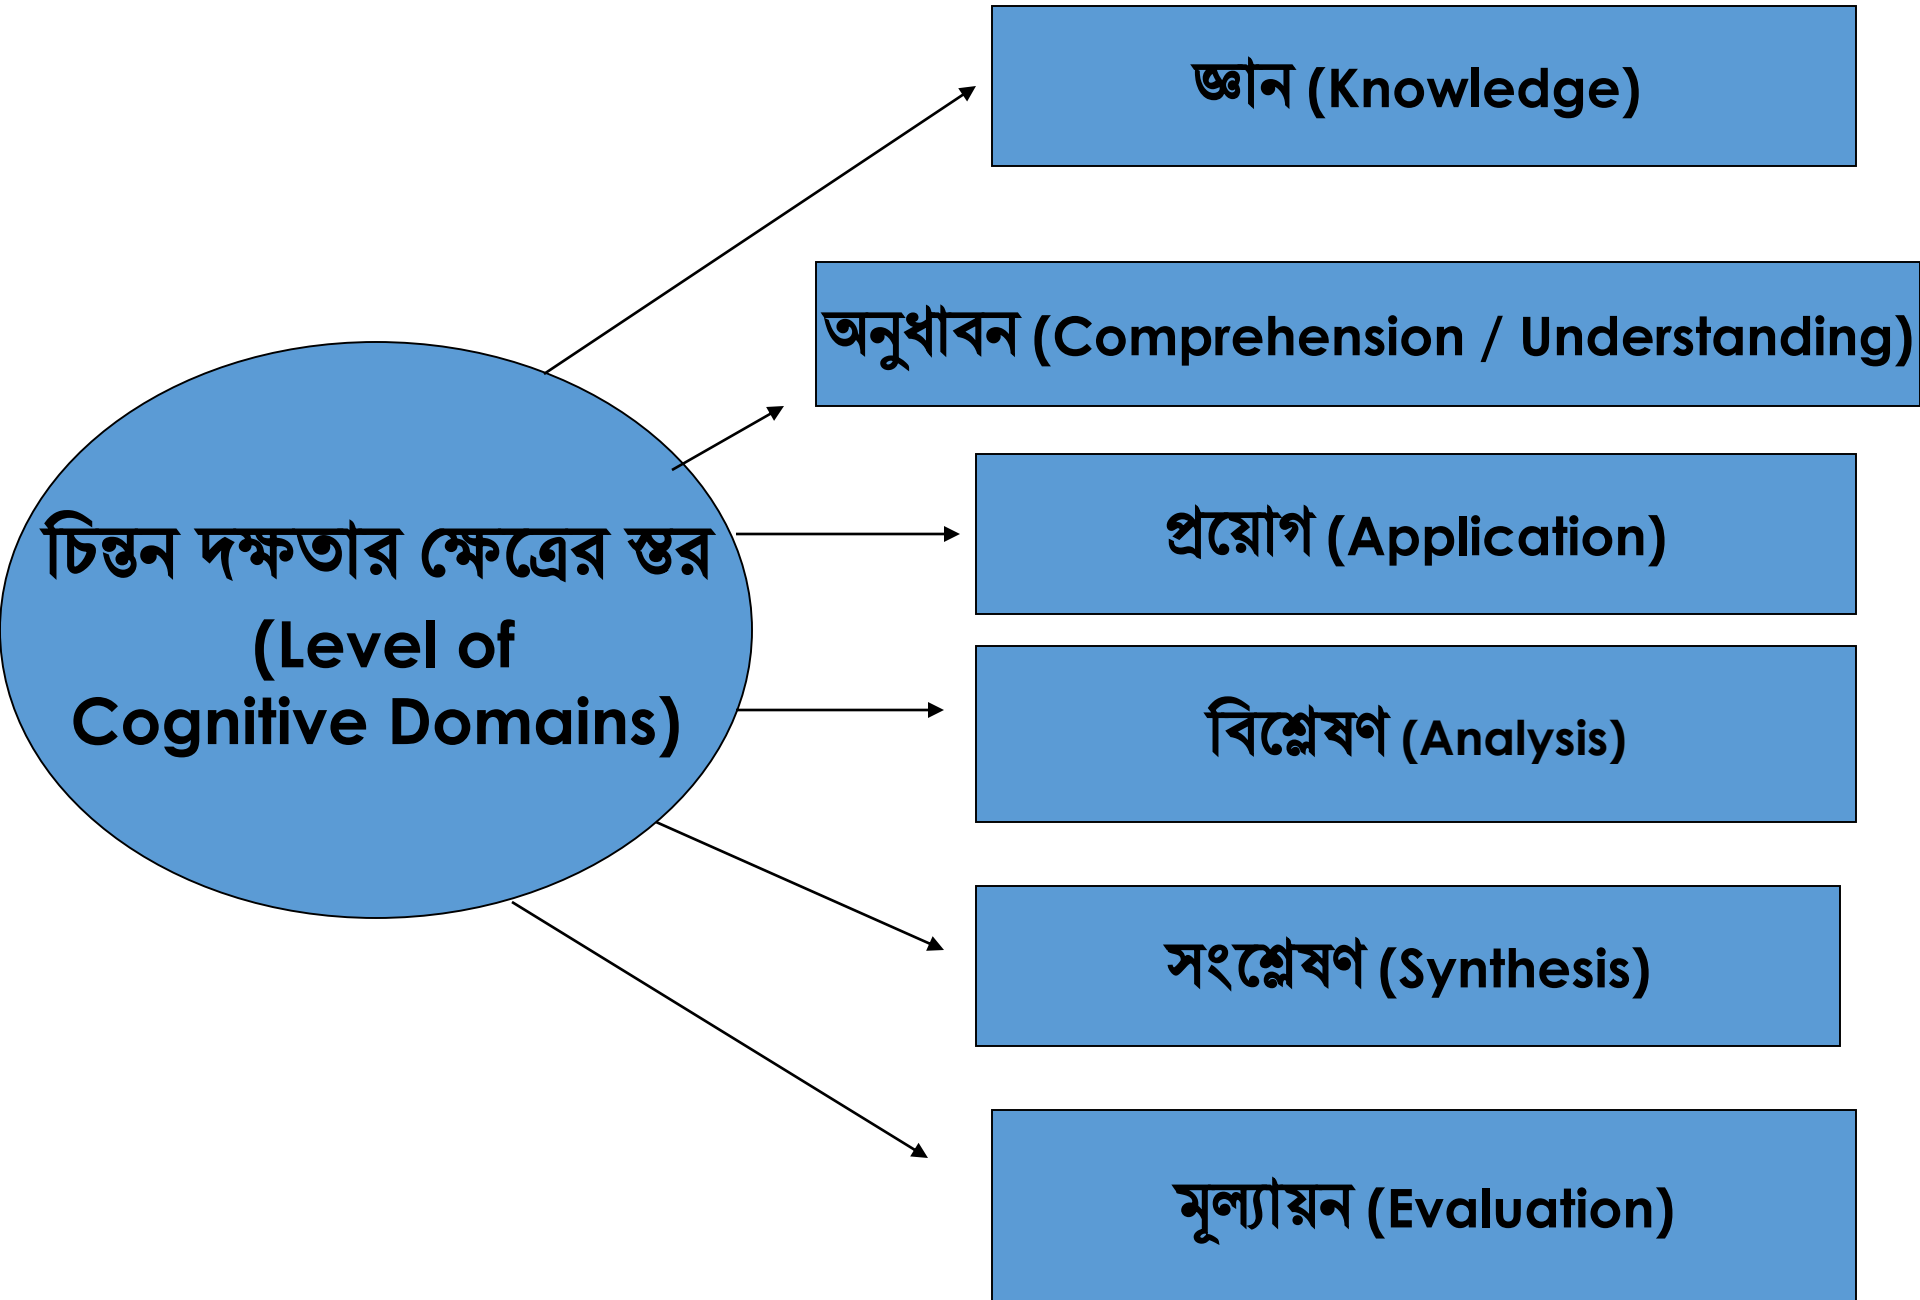 জ্ঞান (Knowledge)
অনুধাবন (Comprehension / Understanding)
চিন্তন দক্ষতার ক্ষেত্রের স্তর
(Level of
Cognitive Domains)
প্রয়োগ (Application)
বিশ্লেষণ (Analysis)
সংশ্লেষণ (Synthesis)
মূল্যায়ন (Evaluation)